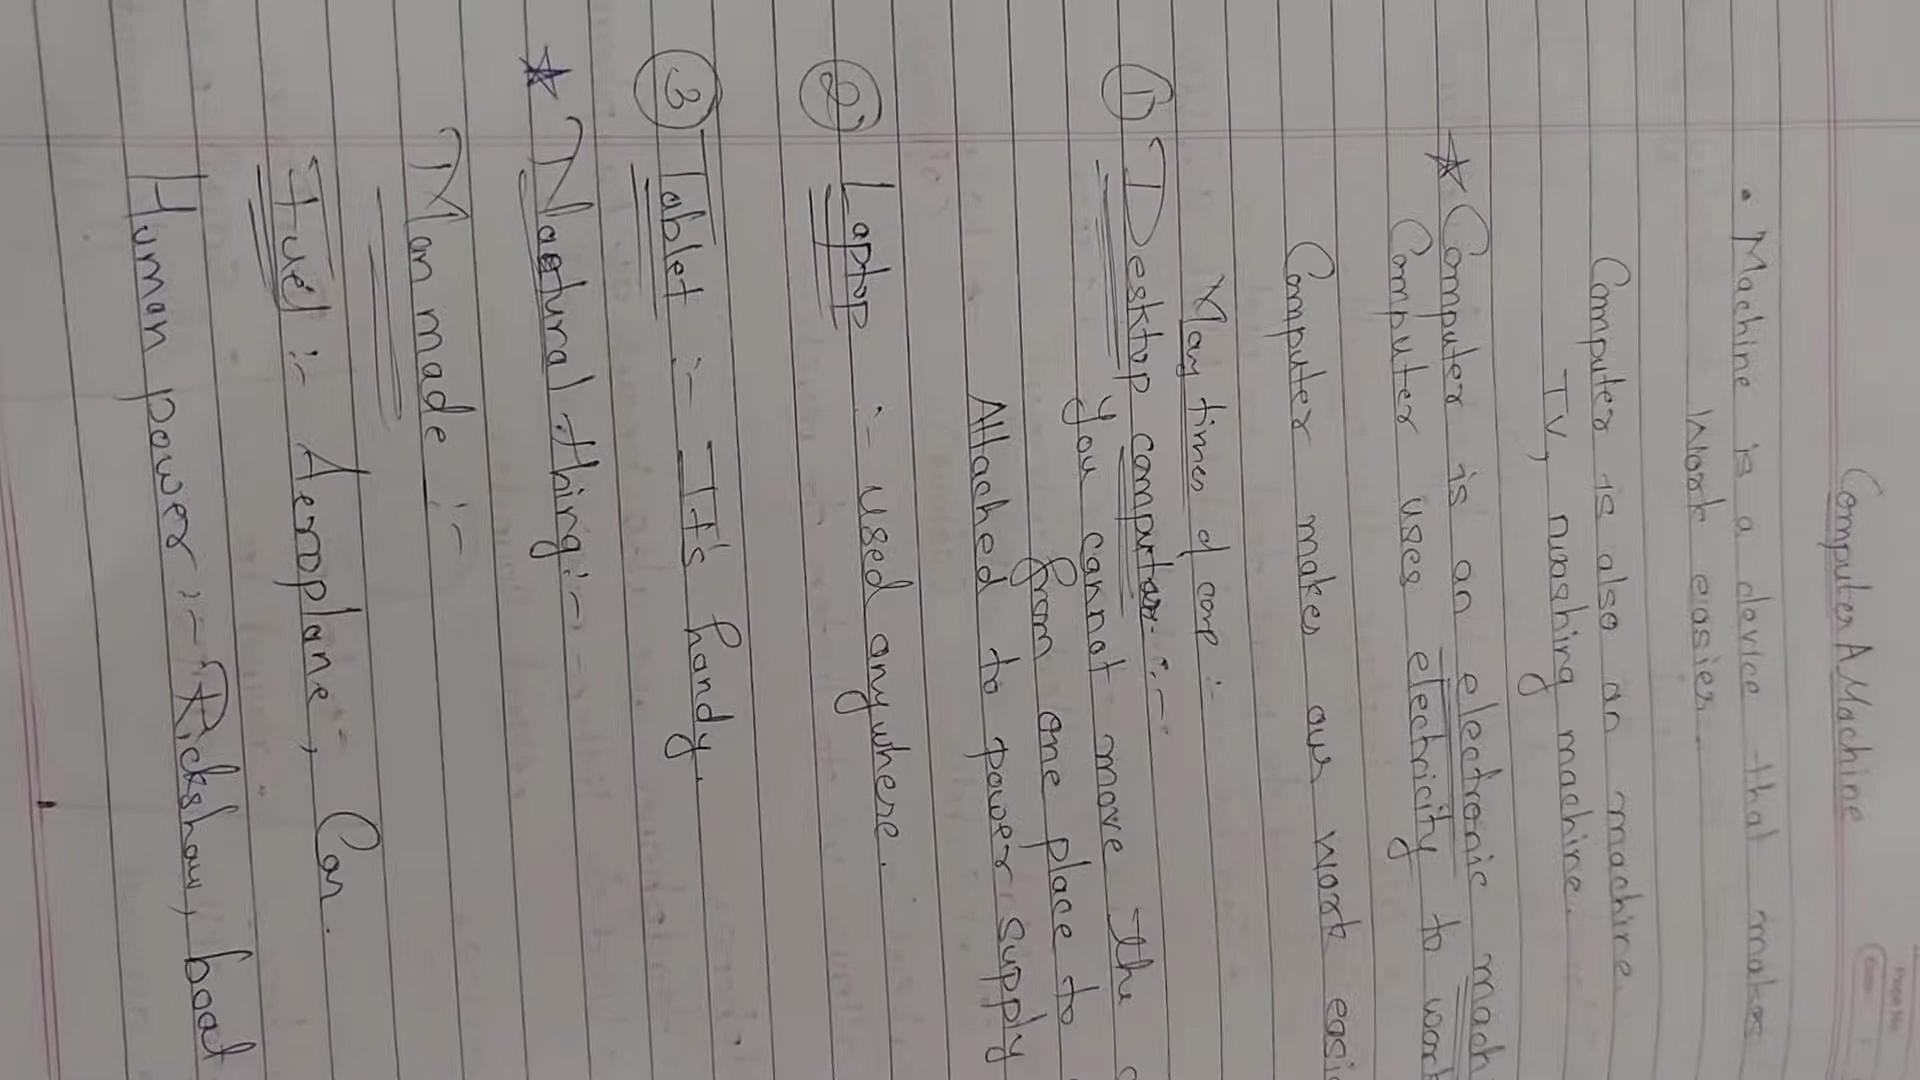 Computer A Machine
• Machine is a device that makes
Work easier.
Computer is also an machine.
TV, washing machine.
☆ Computer is an electronic mach
Computer uses electricity to work
Computer makes our work easi
May times d comp :-
① Desktop computer :-
You cannot move the c
from one place to
Attached to power supply
② Laptop :- used anywhere.
③ Tablet :- It's handy.
☆ Natural thing :-
Man made :-
Fuel :- Aeroplane, Car.
Human power :- Rickshaw, boat